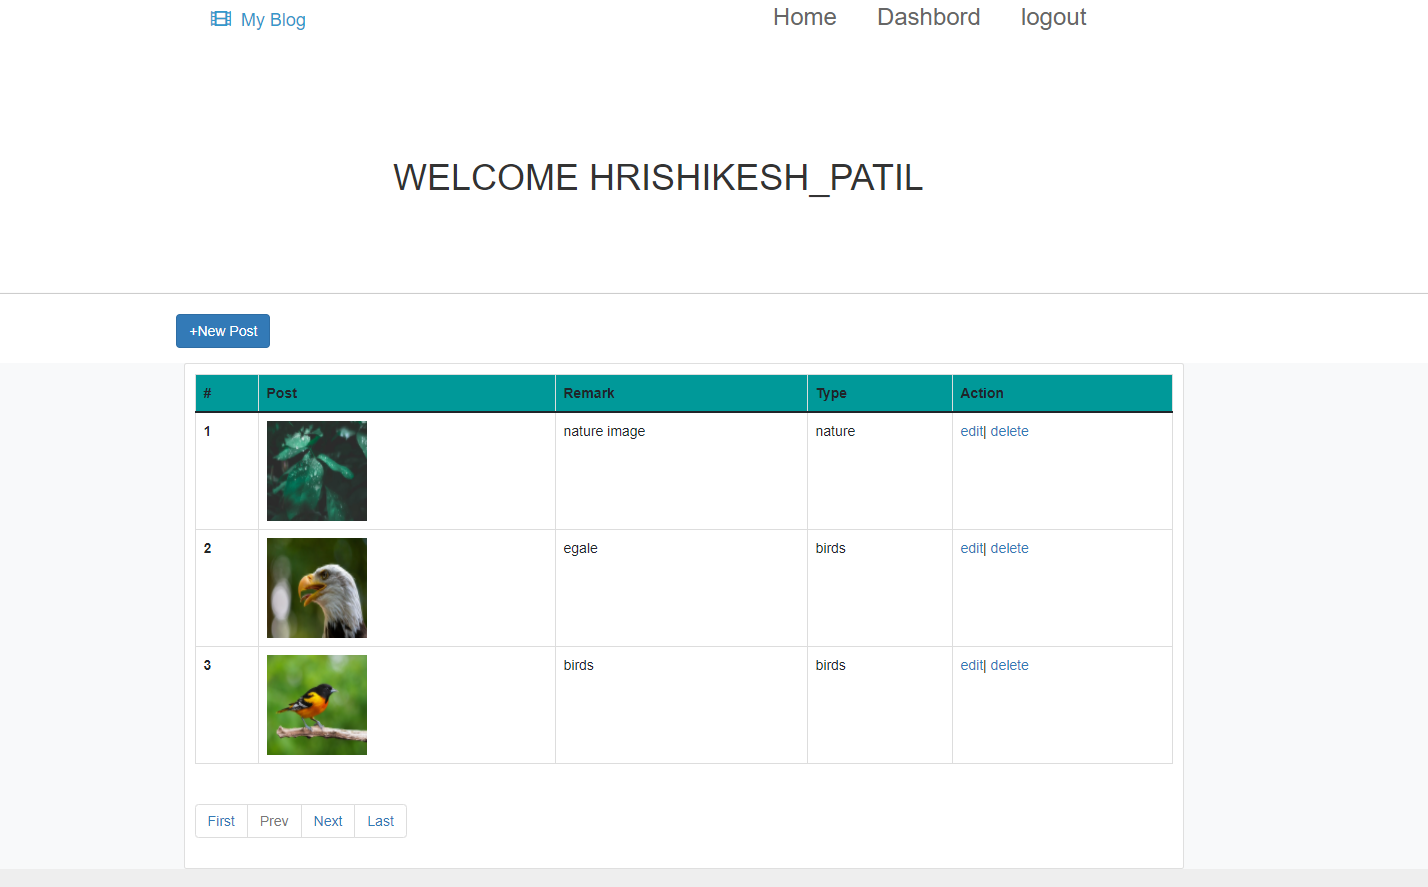 My Blog Home Dashbord logout
WELCOME HRISHIKESH_PATIL
+New Post
# Post Remark Type Action
1 nature image nature edit| delete
2 egale birds edit| delete
3 birds birds edit| delete
First Prev Next Last